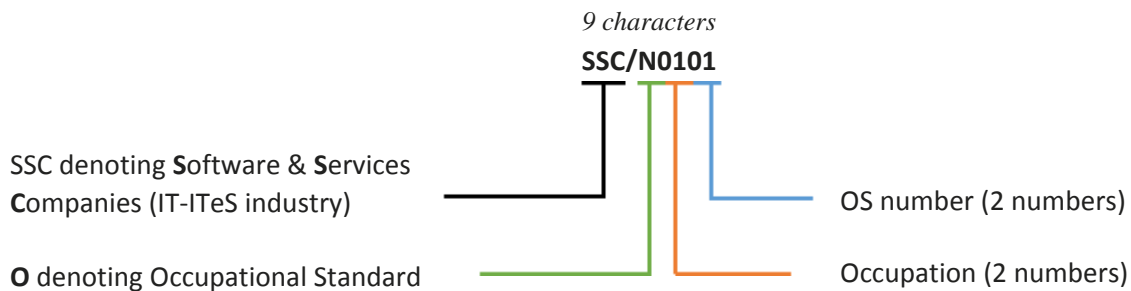 9 characters
SSC/N0101
SSC denoting Software & Services
Companies (IT-ITeS industry)
OS number (2 numbers)
O denoting Occupational Standard
Occupation (2 numbers)